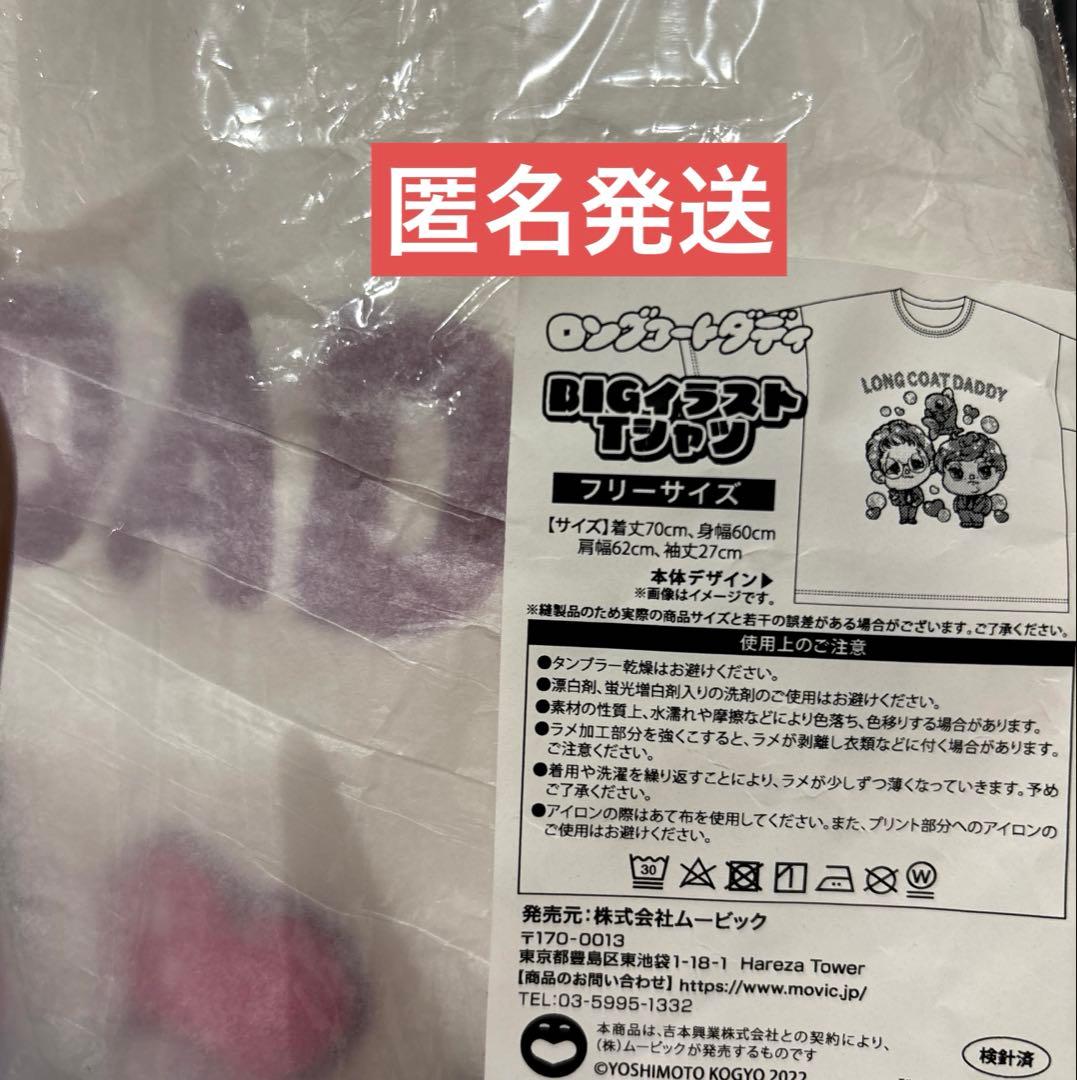 匿名発送
ロングコートダディ
BIGイラスト
Tシャツ
フリーサイズ
【サイズ】着丈70cm、身幅60cm
肩幅62cm、袖丈27cm
本体デザイン▶
※画像はイメージです。
LONG COAT DADDY
※縫製品のため実際の商品サイズと若干の誤差がある場合がございます。ご了承ください。
使用上のご注意
●タンブラー乾燥はお避けください。
●漂白剤、蛍光増白剤入りの洗剤のご使用はお避けください。
●素材の性質上、水濡れや摩擦などにより色落ち、色移りする場合があります。
●ラメ加工部分を強くこすると、ラメが剥離し衣類などに付く場合があります。
ご注意ください。
●着用や洗濯を繰り返すことにより、ラメが少しずつ薄くなっていきます。予め
ご了承ください。
●アイロンの際はあて布を使用してください。また、プリント部分へのアイロンの
ご使用はお避けください。
30 W
発売元:株式会社ムービック
〒170-0013
東京都豊島区東池袋1-18-1 Hareza Tower
【商品のお問い合わせ】https://www.movic.jp/
TEL:03-5995-1332
本商品は、吉本興業株式会社との契約により、
(株)ムービックが発売するものです
©YOSHIMOTO KOGYO 2022
検針済